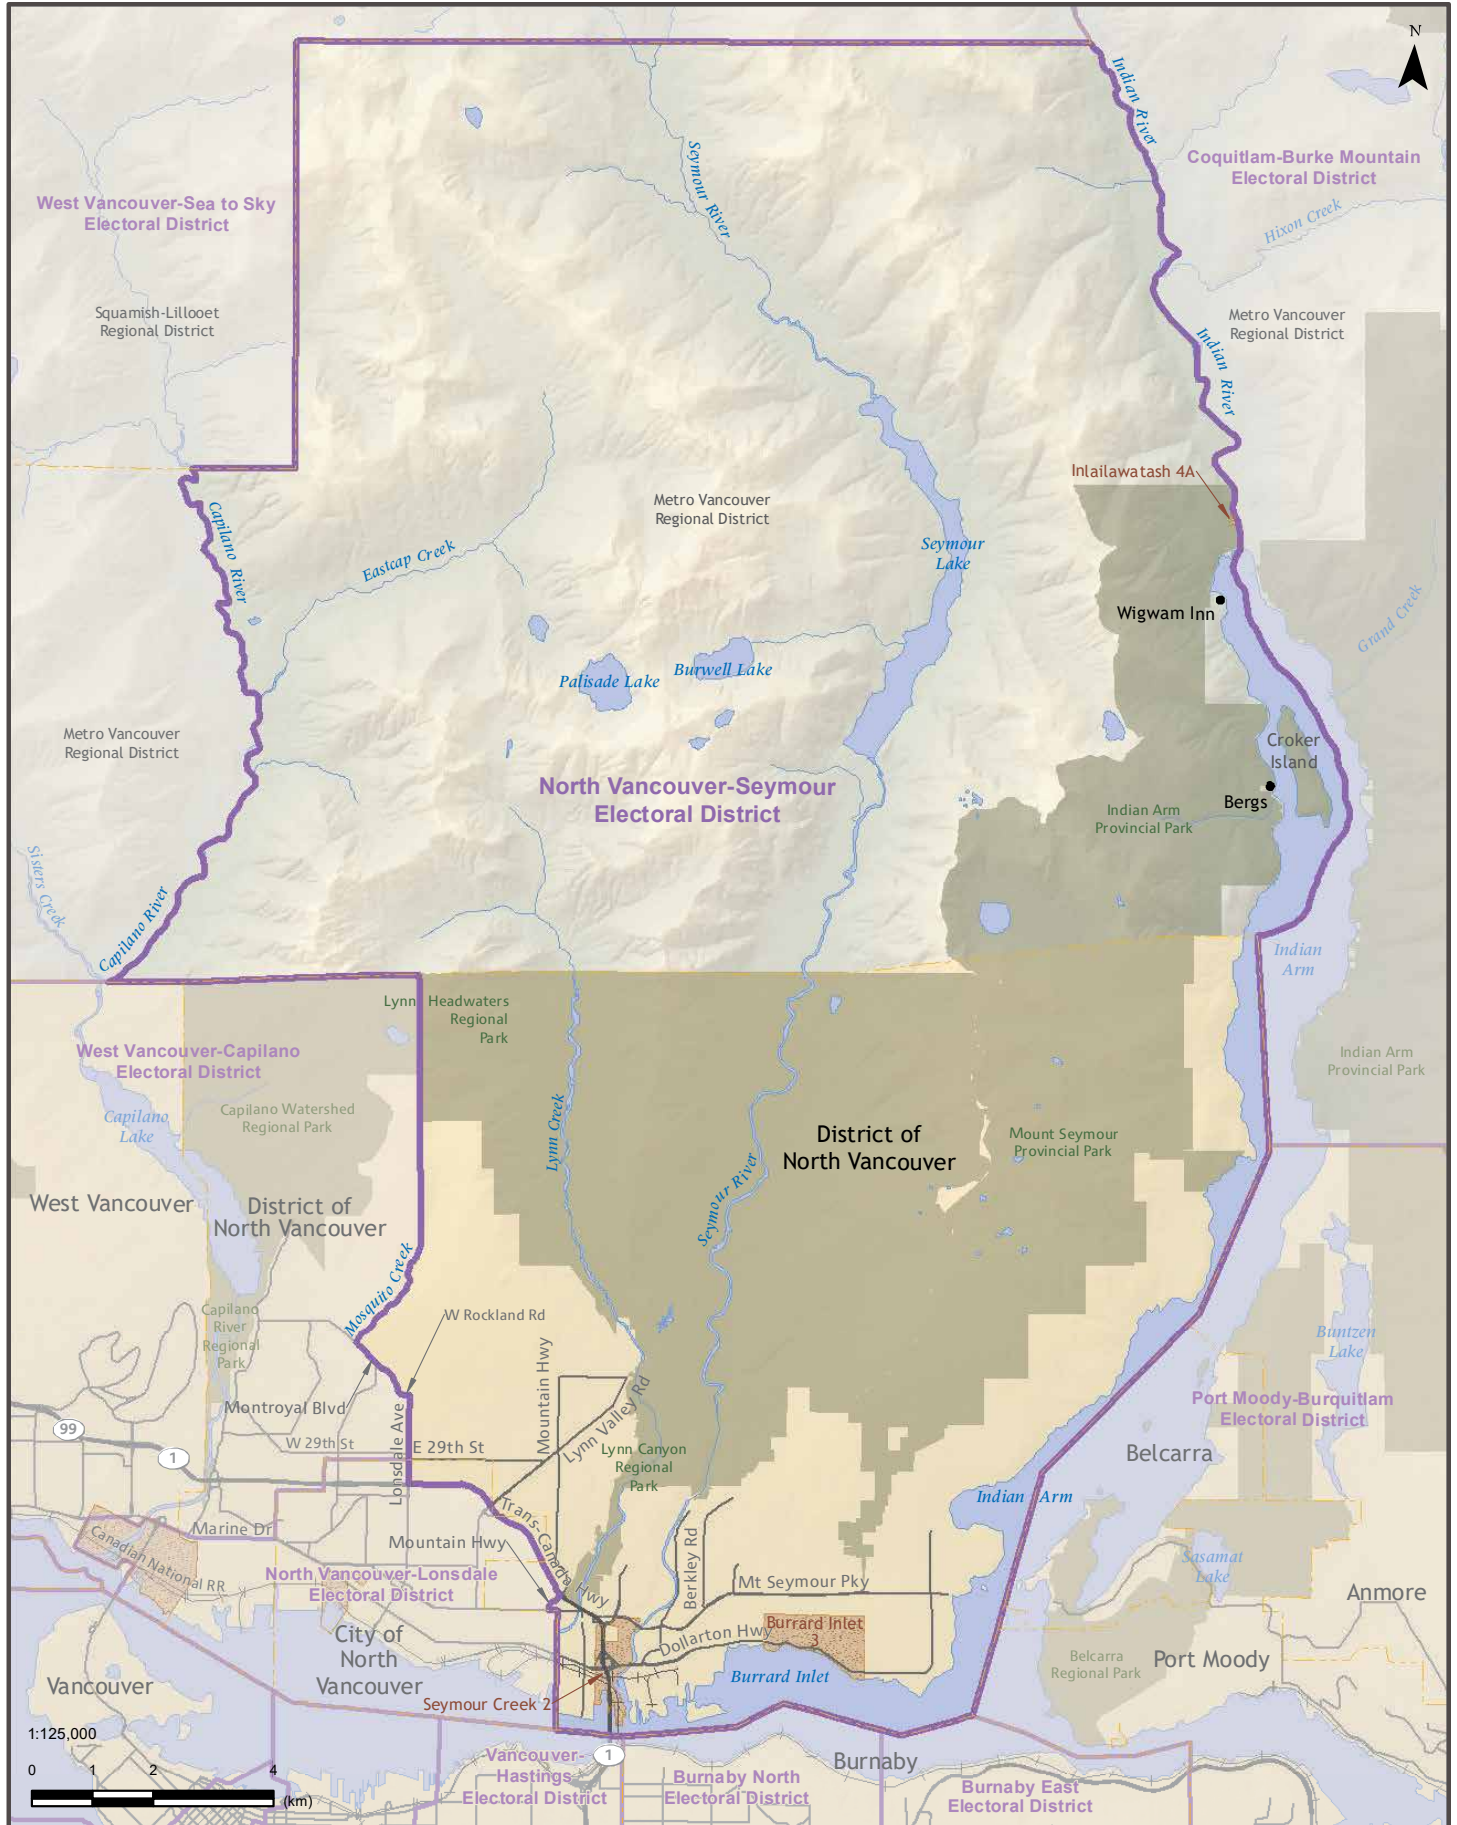 N
Indian River
Seymour River
Coquitlam-Burke Mountain
Electoral District
West Vancouver-Sea to Sky
Electoral District
Hixon Creek
Squamish-Lillooet
Regional District
Metro Vancouver
Regional District
Indian River
Inlailawatash 4A
Metro Vancouver
Regional District
Capilano River
Eastcap Creek
Seymour
Lake
Wigwam Inn
Grand Creek
Palisade Lake
Burwell Lake
Metro Vancouver
Regional District
Croker
Island
North Vancouver-Seymour
Electoral District
Bergs
Indian Arm
Provincial Park
Sisters Creek
Capilano River
Indian
Arm
Lynn Headwaters
Regional
Park
West Vancouver-Capilano
Electoral District
Indian Arm
Provincial Park
Capilano
Lake
Capilano Watershed
Regional Park
Lynn Creek
District of
North Vancouver
Mount Seymour
Provincial Park
Seymour River
West Vancouver
District of
North Vancouver
Mosquito Creek
Capilano
River
Regional
Park
W Rockland Rd
Buntzen
Lake
Mountain Hwy
Lynn Valley Rd
Montroyal Blvd
Port Moody-Burquitlam
Electoral District
99
W 29th St
Lonsdale Ave
E 29th St
1
Lynn Canyon
Regional
Park
Belcarra
Indian Arm
Trans-Canada Hwy
Marine Dr
Canadian National RR
Mountain Hwy
Berkley Rd
Sasamat
Lake
North Vancouver-Lonsdale
Electoral District
Mt Seymour Pky
Anmore
City of
North
Vancouver
Dollarton Hwy
Burrard Inlet
3
Belcarra
Regional Park
Port Moody
Vancouver
Burrard Inlet
Seymour Creek 2
1:125,000
0 1 2 4
(km)
Vancouver-
Hastings
Electoral District
1
Burnaby
Burnaby North
Electoral District
Burnaby East
Electoral District